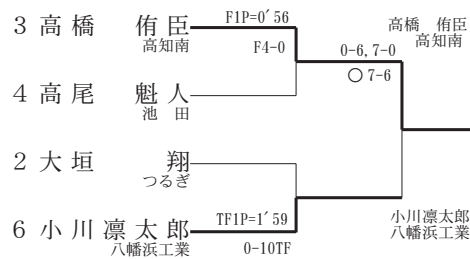 3 高橋 侑臣
高知南
F1P=0′56
F4-0
4 高尾 魁人
池田
2 大垣 翔
つるぎ
6 小川凛太郎
八幡浜工業
TF1P=1′59
0-10TF
0-6, 7-0
○ 7-6
高橋 侑臣
高知南
小川凛太郎
八幡浜工業